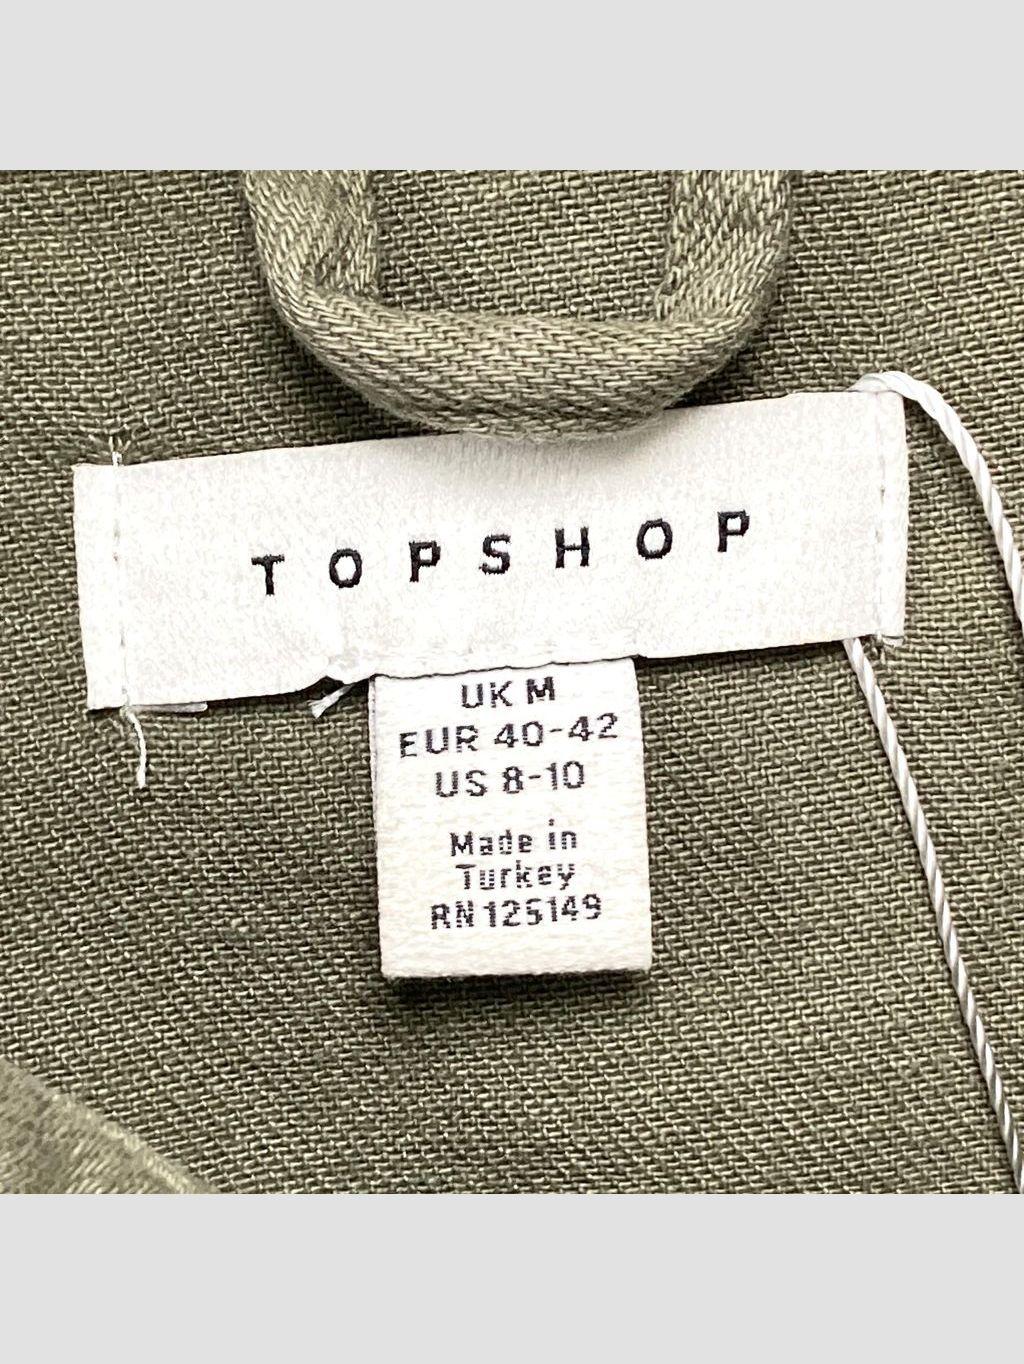 TOPSHOP
UK M
EUR 40-42
US 8-10
Made in
Turkey
RN 125149